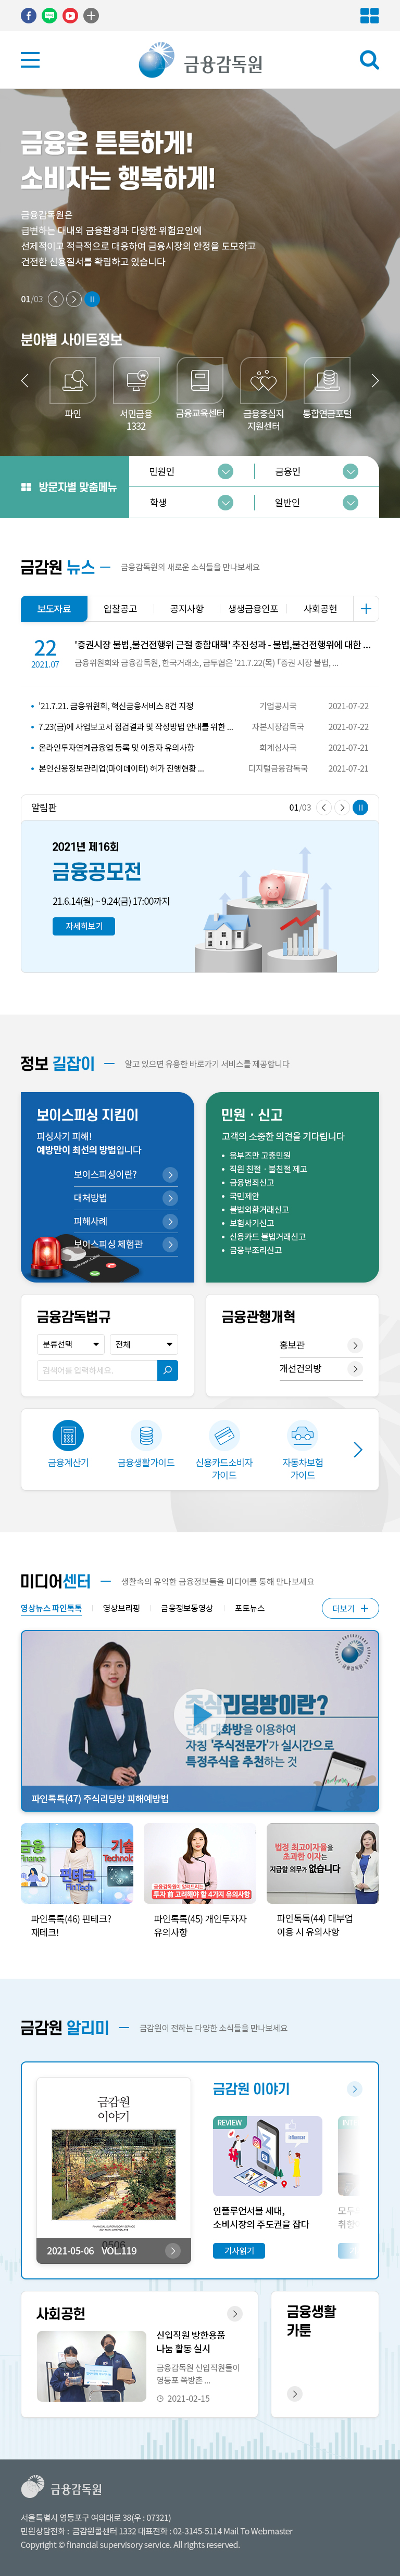 금융감독원
금융은 튼튼하게!
소비자는 행복하게!
금융감독원은
급변하는 대내외 금융환경과 다양한 위험요인에
선제적이고 적극적으로 대응하여 금융시장의 안정을 도모하고
건전한 신용질서를 확립하고 있습니다
01/03
분야별 사이트정보
파인
서민금융
1332
금융교육센터
금융중심지
지원센터
통합연금포털
방문자별 맞춤메뉴
민원인
금융인
학생
일반인
금감원 뉴스
금융감독원의 새로운 소식들을 만나보세요
보도자료
입찰공고
공지사항
생생금융인포
사회공헌
22
2021.07
'증권시장 불법,불건전행위 근절 종합대책' 추진성과 - 불법,불건전행위에 대한 ...
금융위원회와 금융감독원, 한국거래소, 금투협은 '21.7.22(목) 「증권 시장 불법, ...
'21.7.21. 금융위원회, 혁신금융서비스 8건 지정 기업공시국 2021-07-22
7.23(금)에 사업보고서 점검결과 및 작성방법 안내를 위한 ... 자본시장감독국 2021-07-22
온라인투자연계금융업 등록 및 이용자 유의사항 회계심사국 2021-07-21
본인신용정보관리업(마이데이터) 허가 진행현황 ... 디지털금융감독국 2021-07-21
알림판
01/03
2021년 제16회
금융공모전
21.6.14(월) ~ 9.24(금) 17:00까지
자세히보기
정보 길잡이
알고 있으면 유용한 바로가기 서비스를 제공합니다
보이스피싱 지킴이
피싱사기 피해!
예방만이 최선의 방법입니다
보이스피싱이란?
대처방법
피해사례
보이스피싱 체험관
민원 · 신고
고객의 소중한 의견을 기다립니다
옴부즈만 고충민원
직원 친절 · 불친절 제고
금융범죄신고
국민제안
불법외환거래신고
보험사기신고
신용카드 불법거래신고
금융부조리신고
금융감독법규
분류선택
전체
검색어를 입력하세요.
금융관행개혁
홍보관
개선건의방
금융계산기
금융생활가이드
신용카드소비자
가이드
자동차보험
가이드
미디어센터
생활속의 유익한 금융정보들을 미디어를 통해 만나보세요
영상뉴스 파인톡톡
영상브리핑
금융정보동영상
포토뉴스
더보기
주식리딩방이란?
단체 대화방을 이용하여
자칭 '주식전문가'가 실시간으로
특정주식을 추천하는 것
파인톡톡(47) 주식리딩방 피해예방법
핀테크
FinTech
투자 前 고려해야 할 4가지 유의사항
법정 최고이자율을
초과한 이자는
지급할 의무가 없습니다
파인톡톡(46) 핀테크?
재테크!
파인톡톡(45) 개인투자자
유의사항
파인톡톡(44) 대부업
이용 시 유의사항
금감원 알리미
금감원이 전하는 다양한 소식들을 만나보세요
금감원
이야기
2021-05-06 VOL.119
금감원 이야기
REVIEW
influencer
인플루언서블 세대,
소비시장의 주도권을 잡다
기사읽기
사회공헌
신입직원 방한용품
나눔 활동 실시
금융감독원 신입직원들이
영등포 쪽방촌 ...
2021-02-15
금융생활
카툰
금융감독원
서울특별시 영등포구 여의대로 38(우 : 07321)
민원상담전화 : 금감원콜센터 1332 대표전화 : 02-3145-5114 Mail To Webmaster
Copyright © financial supervisory service. All rights reserved.